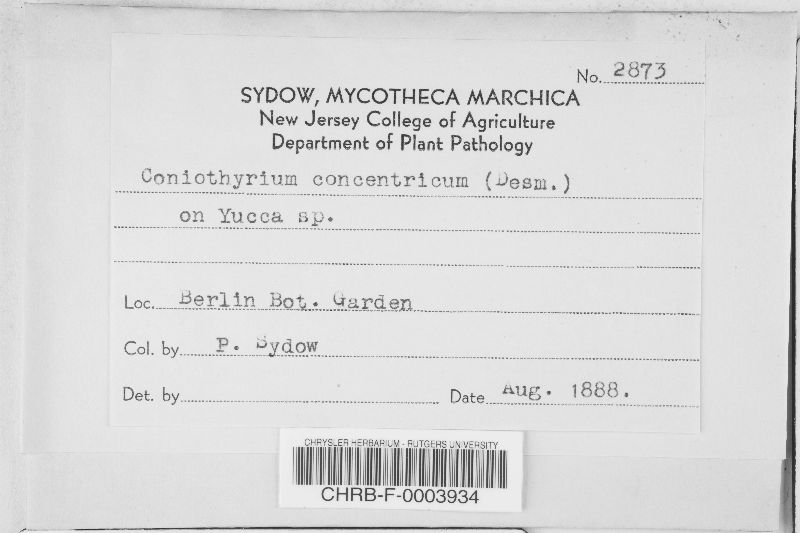 No. 2873
SYDOW, MYCOTHECA MARCHICA
New Jersey College of Agriculture
Department of Plant Pathology
Coniothyrium concentricum (Desm.)
on Yucca sp.
Loc. Berlin Bot. Garden
Col. by P. Sydow
Det. by
Date Aug. 1888.
CHRYSLER HERBARIUM - RUTGERS UNIVERSITY
CHRB-F-0003934